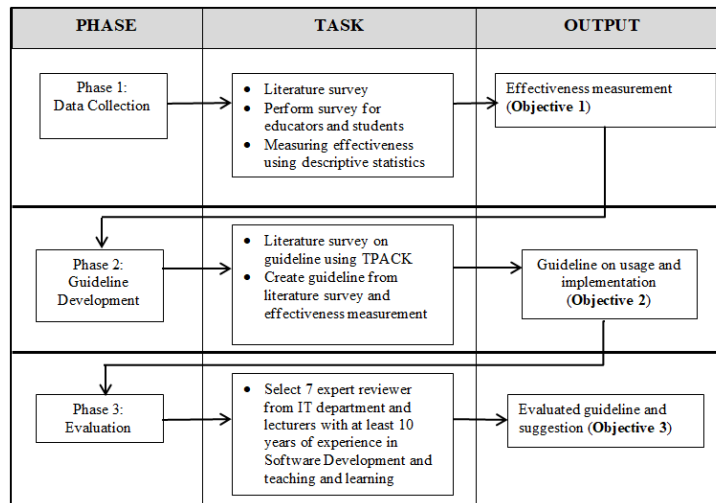 PHASE
TASK
OUTPUT
Phase 1:
Data Collection
• Literature survey
• Perform survey for
educators and students
• Measuring effectiveness
using descriptive statistics
Effectiveness measurement
(Objective 1)
Phase 2:
Guideline
Development
• Literature survey on
guideline using TPACK
• Create guideline from
literature survey and
effectiveness measurement
Guideline on usage and
implementation
(Objective 2)
Phase 3:
Evaluation
• Select 7 expert reviewer
from IT department and
lecturers with at least 10
years of experience in
Software Development and
teaching and learning
Evaluated guideline and
suggestion (Objective 3)